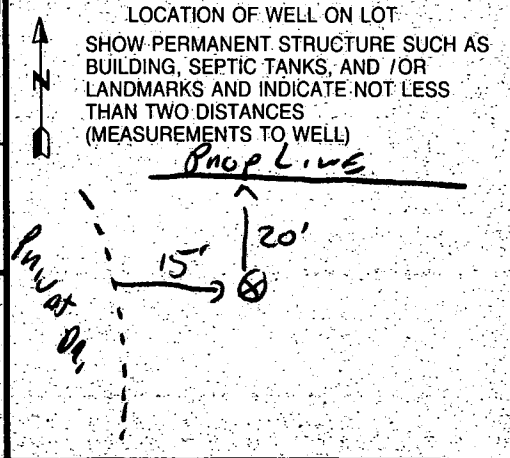 LOCATION OF WELL ON LOT
SHOW PERMANENT STRUCTURE SUCH AS
BUILDING, SEPTIC TANKS, AND /OR
LANDMARKS AND INDICATE NOT LESS
THAN TWO DISTANCES
(MEASUREMENTS TO WELL)
N
Prop Line
20'
15'
Dr.